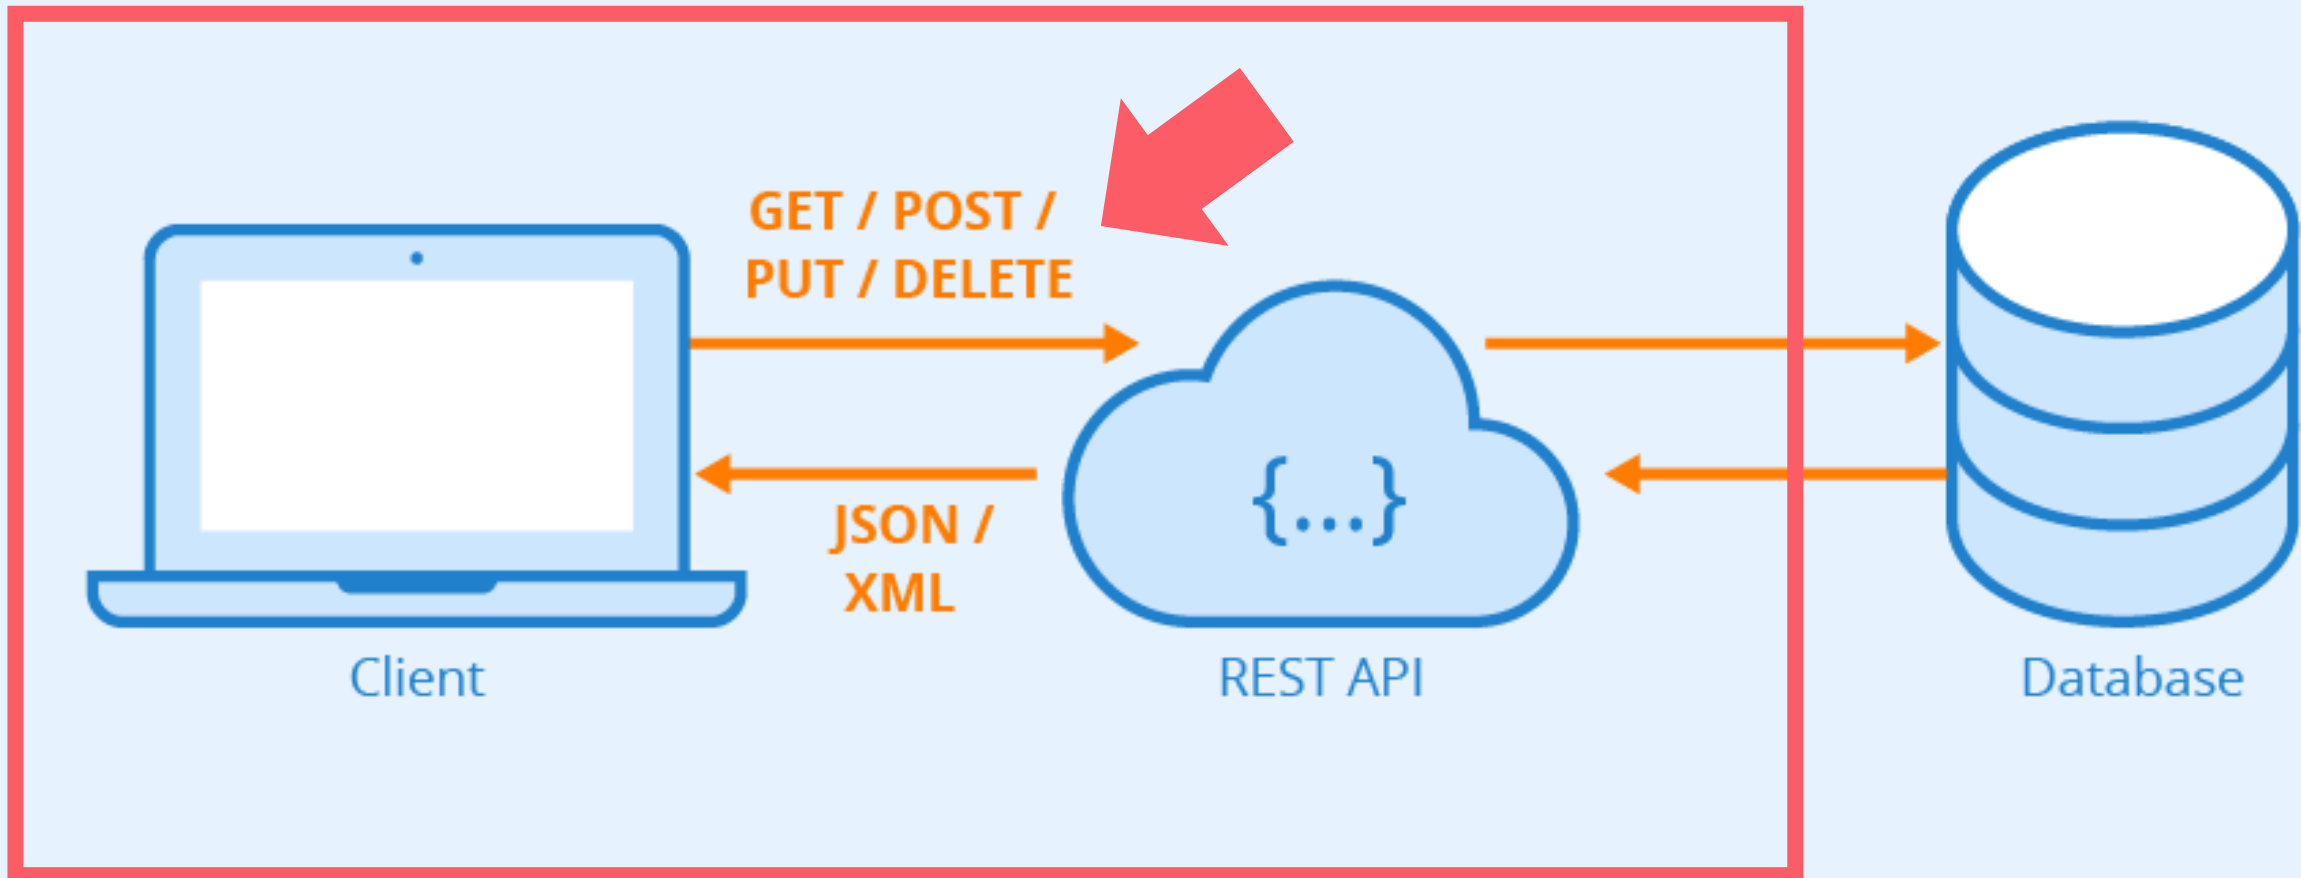 GET / POST /
PUT / DELETE
JSON /
XML
{...}
Client
REST API
Database